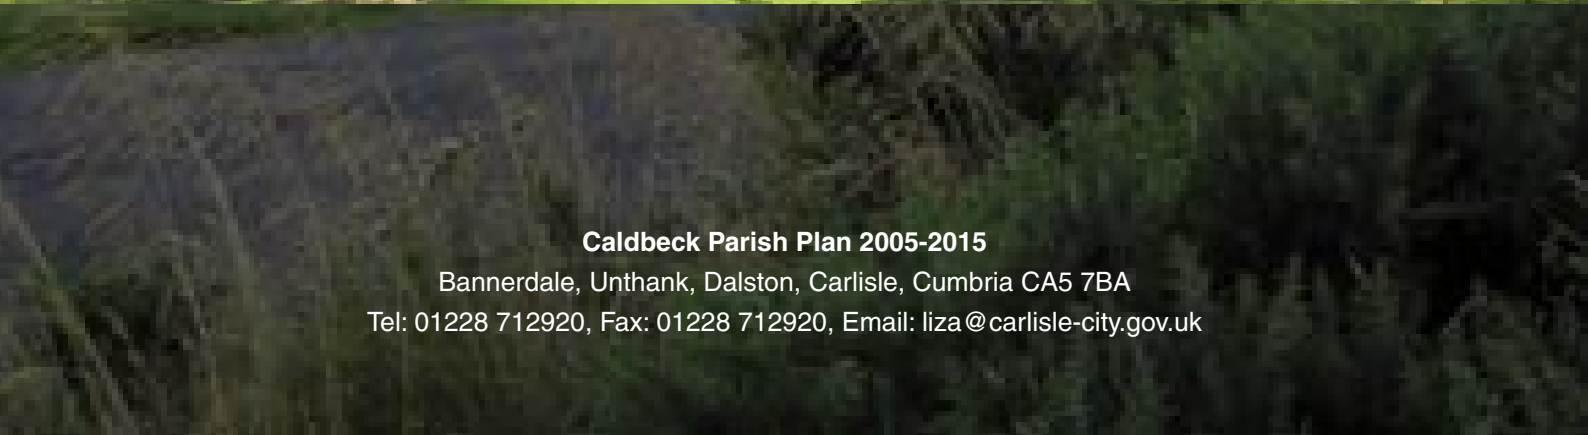 Caldbeck Parish Plan 2005-2015
Bannerdale, Unthank, Dalston, Carlisle, Cumbria CA5 7BA
Tel: 01228 712920, Fax: 01228 712920, Email: liza@carlisle-city.gov.uk